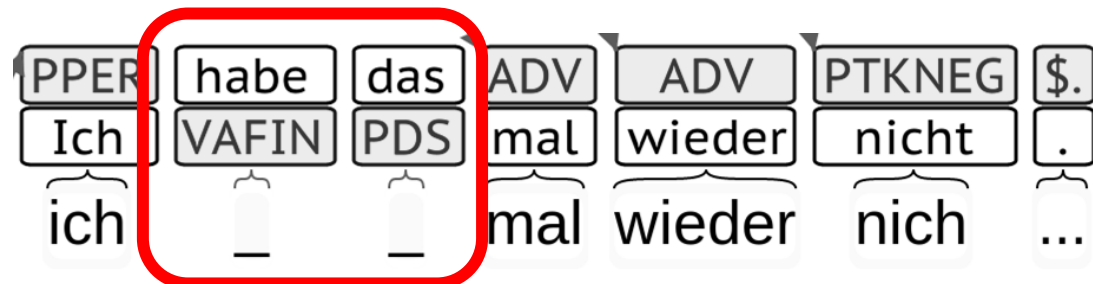 PPER habe das ADV ADV PTKNEG $.
Ich VAFIN PDS mal wieder nicht .
ich _ _ mal wieder nich ...